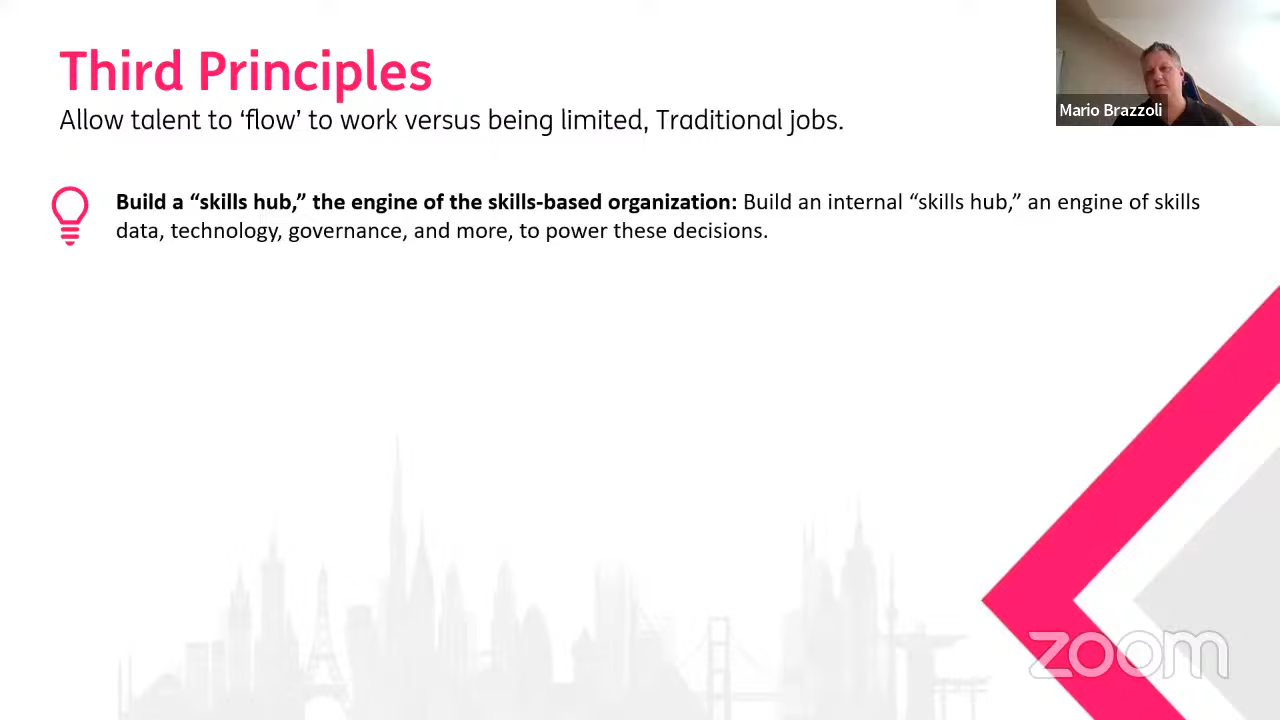 Third Principles
Allow talent to ‘flow’ to work versus being limited, Traditional jobs.
Mario Brazzoli
Build a “skills hub,” the engine of the skills-based organization: Build an internal “skills hub,” an engine of skills
data, technology, governance, and more, to power these decisions.
zoom